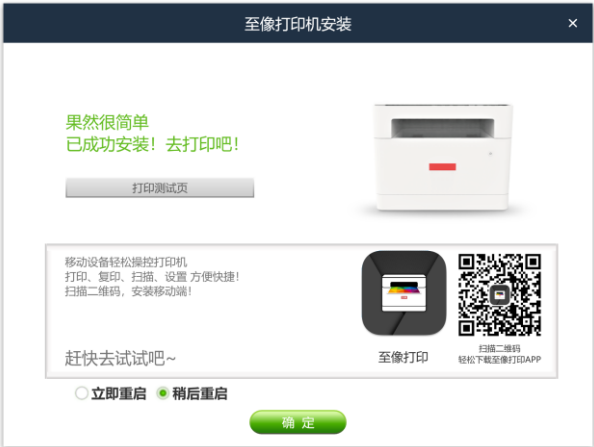 至像打印机安装
×
果然很简单
已成功安装！去打印吧！
打印测试页
移动设备轻松操控打印机
打印、复印、扫描、设置 方便快捷！
扫描二维码，安装移动端！
赶快去试试吧~
至像打印
扫描二维码
轻松下载至像打印APP
立即重启 稍后重启
确 定